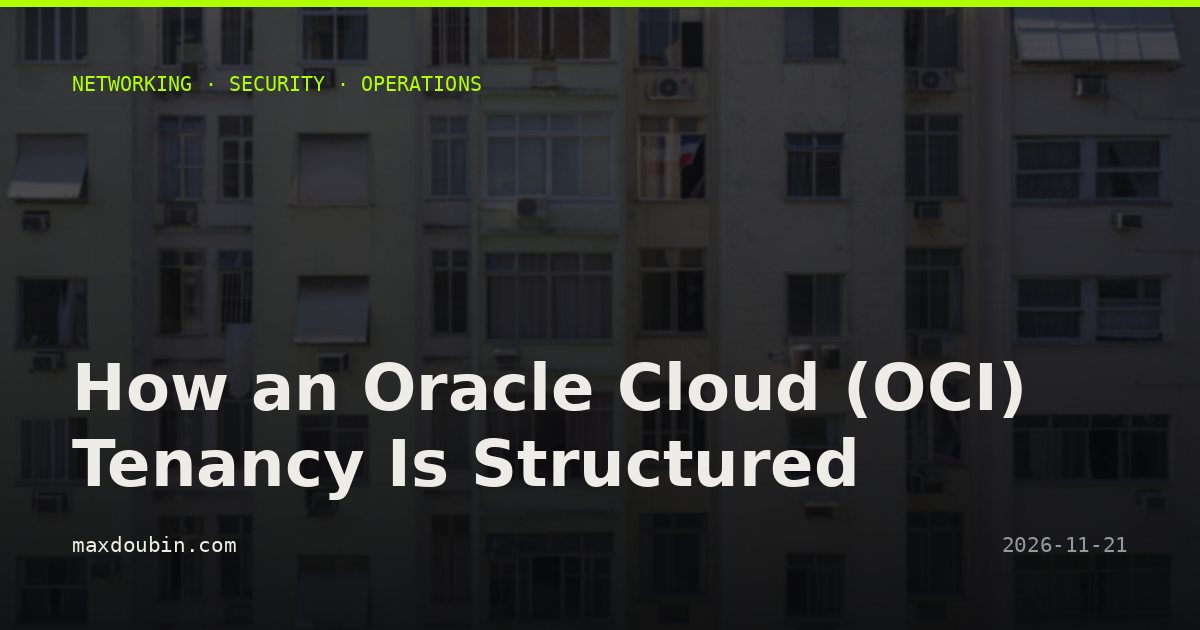 NETWORKING · SECURITY · OPERATIONS
How an Oracle Cloud (OCI)
Tenancy Is Structured
maxdoubin.com
2026-11-21